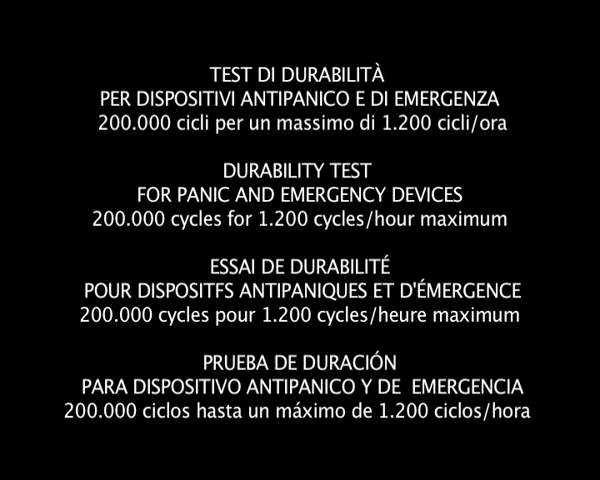 TEST DI DURABILITÀ
PER DISPOSITIVI ANTIPANICO E DI EMERGENZA
200.000 cicli per un massimo di 1.200 cicli/ora
DURABILITY TEST
FOR PANIC AND EMERGENCY DEVICES
200.000 cycles for 1.200 cycles/hour maximum
ESSAI DE DURABILITÉ
POUR DISPOSITFS ANTIPANIQUES ET D'ÉMERGENCE
200.000 cycles pour 1.200 cycles/heure maximum
PRUEBA DE DURACIÓN
PARA DISPOSITIVO ANTIPANICO Y DE EMERGENCIA
200.000 ciclos hasta un máximo de 1.200 ciclos/hora